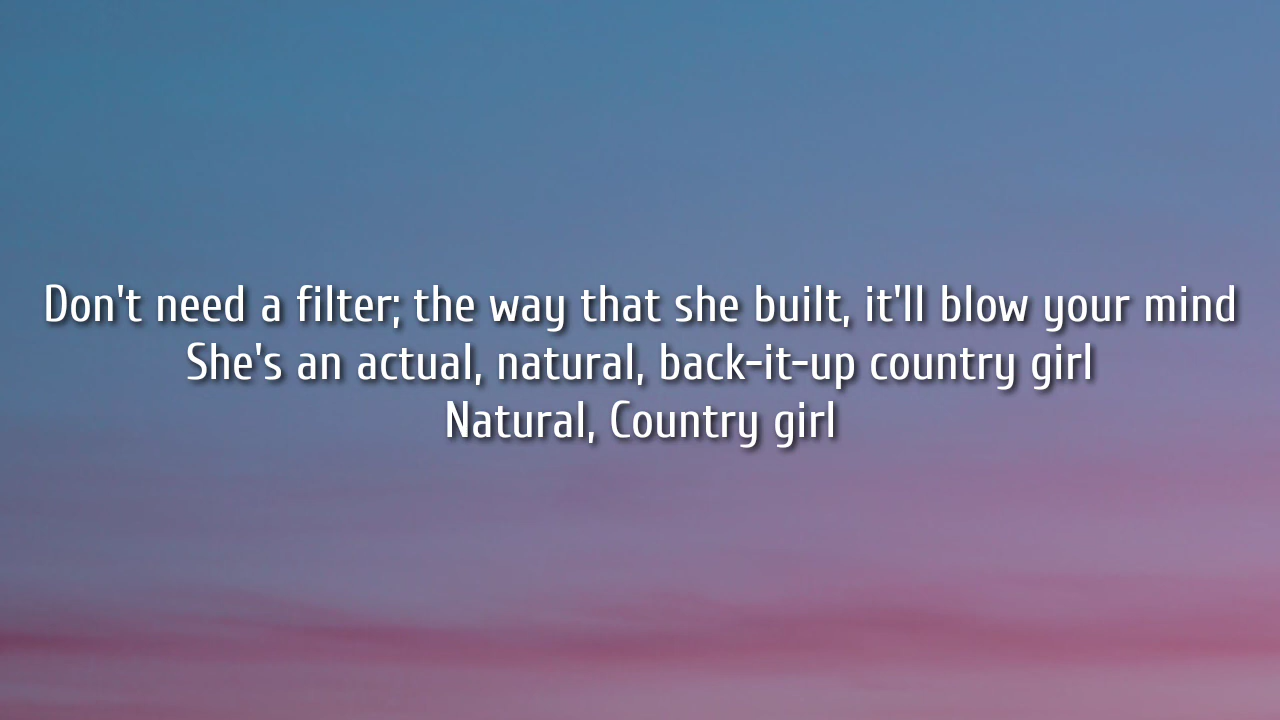 Don't need a filter; the way that she built, it'll blow your mind
She's an actual, natural, back-it-up country girl
Natural, Country girl